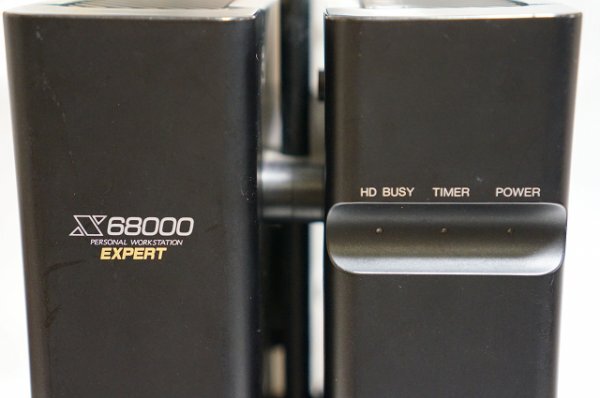 X68000
PERSONAL WORKSTATION
EXPERT
HD BUSY TIMER POWER